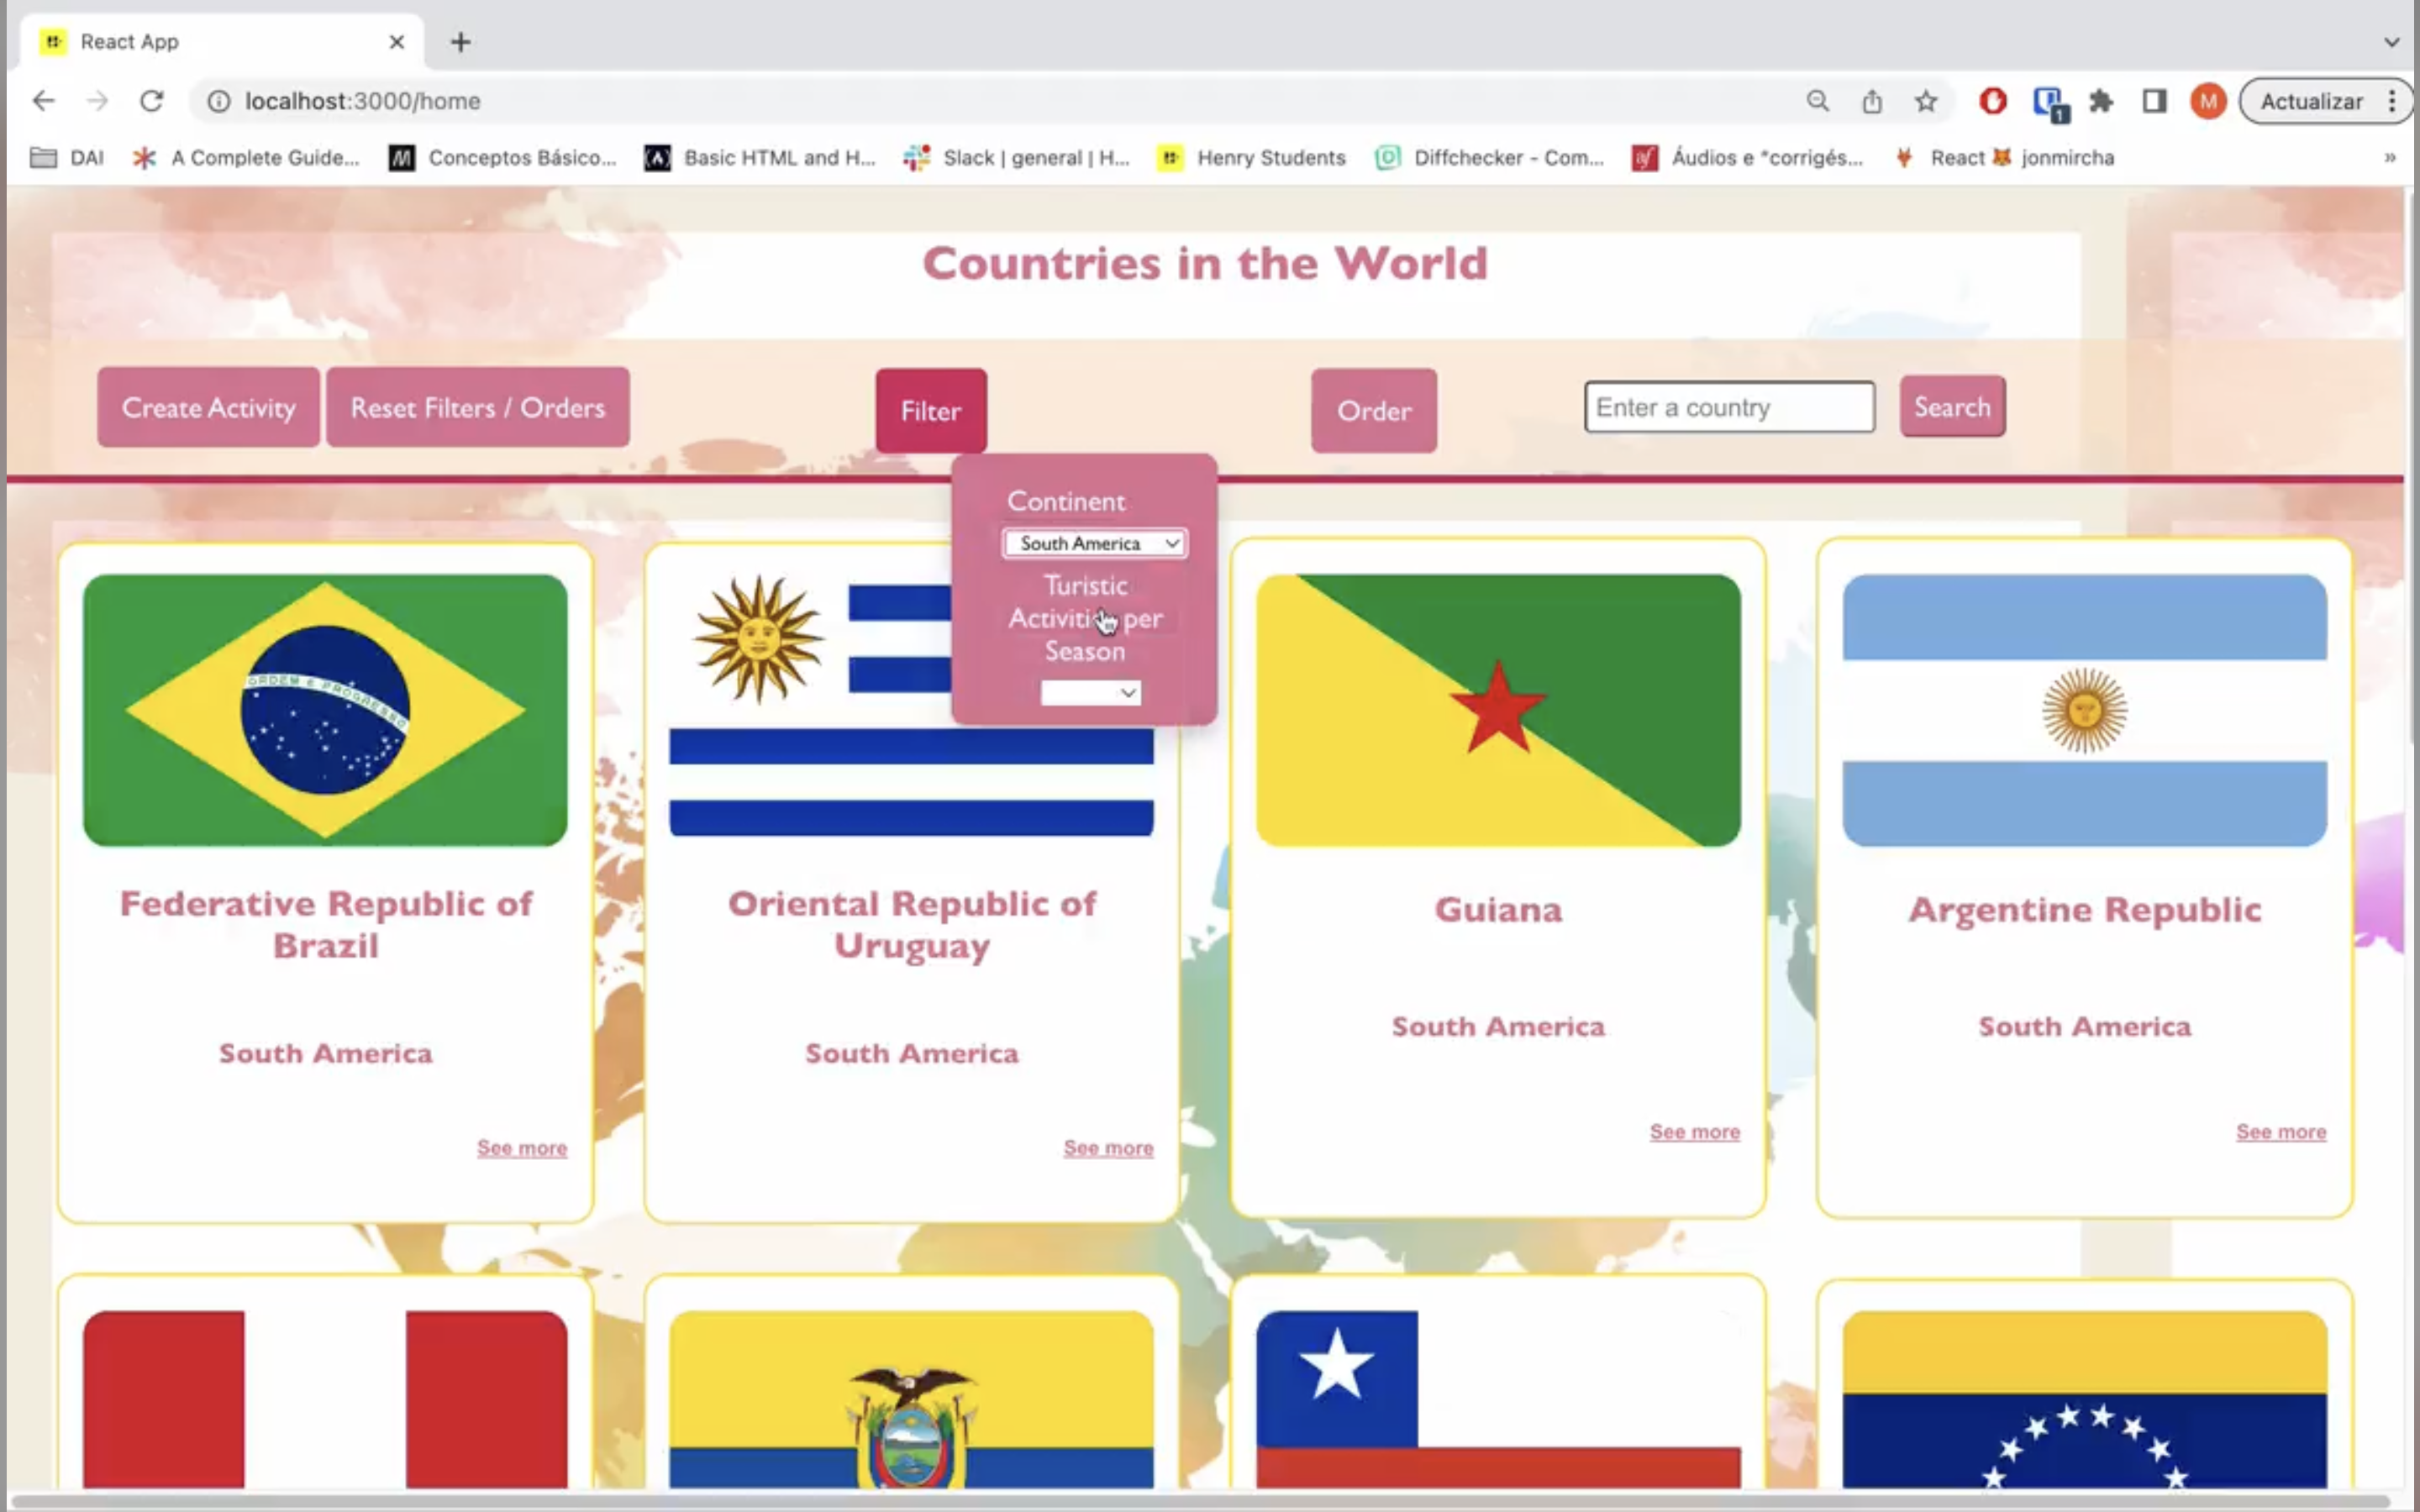 React App
localhost:3000/home
Actualizar
DAI
A Complete Guide...
Conceptos Básico...
Basic HTML and H...
Slack | general | H...
Henry Students
Diffchecker - Com...
Áudios e "corrigés...
React 🦊 jonmircha
»
Countries in the World
Create Activity
Reset Filters / Orders
Filter
Order
Enter a country
Search
Continent
South America
Turistic
Activities per
Season
ORDEM E PROGRESSO
Federative Republic of
Brazil
South America
See more
Oriental Republic of
Uruguay
South America
See more
Guiana
South America
See more
Argentine Republic
South America
See more